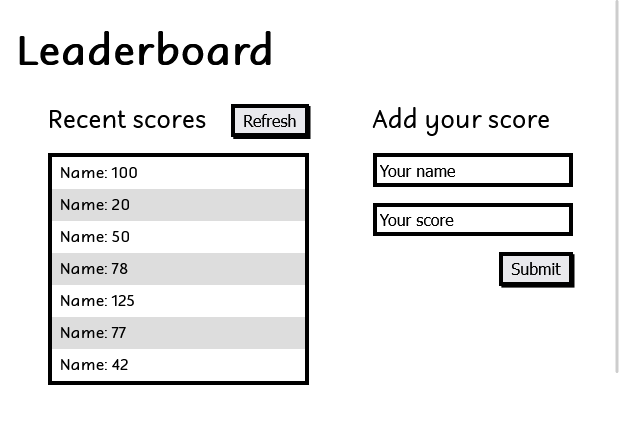 Leaderboard
Recent scores
Refresh
Name: 100
Name: 20
Name: 50
Name: 78
Name: 125
Name: 77
Name: 42
Add your score
Your name
Your score
Submit